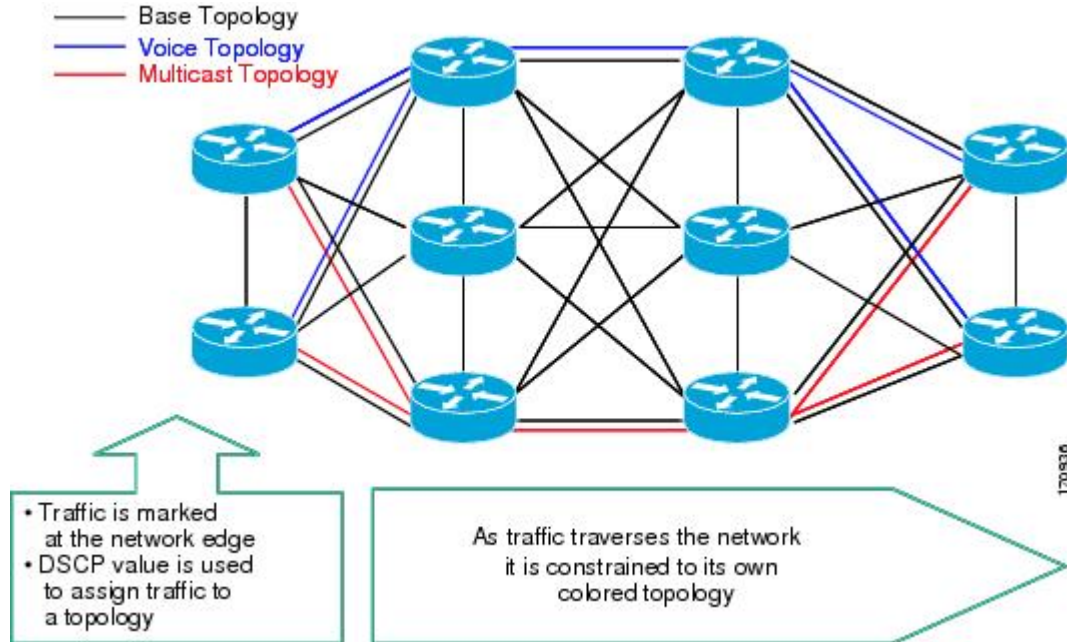 Base Topology
Voice Topology
Multicast Topology
• Traffic is marked
at the network edge
• DSCP value is used
to assign traffic to
a topology
As traffic traverses the network
it is constrained to its own
colored topology
170936